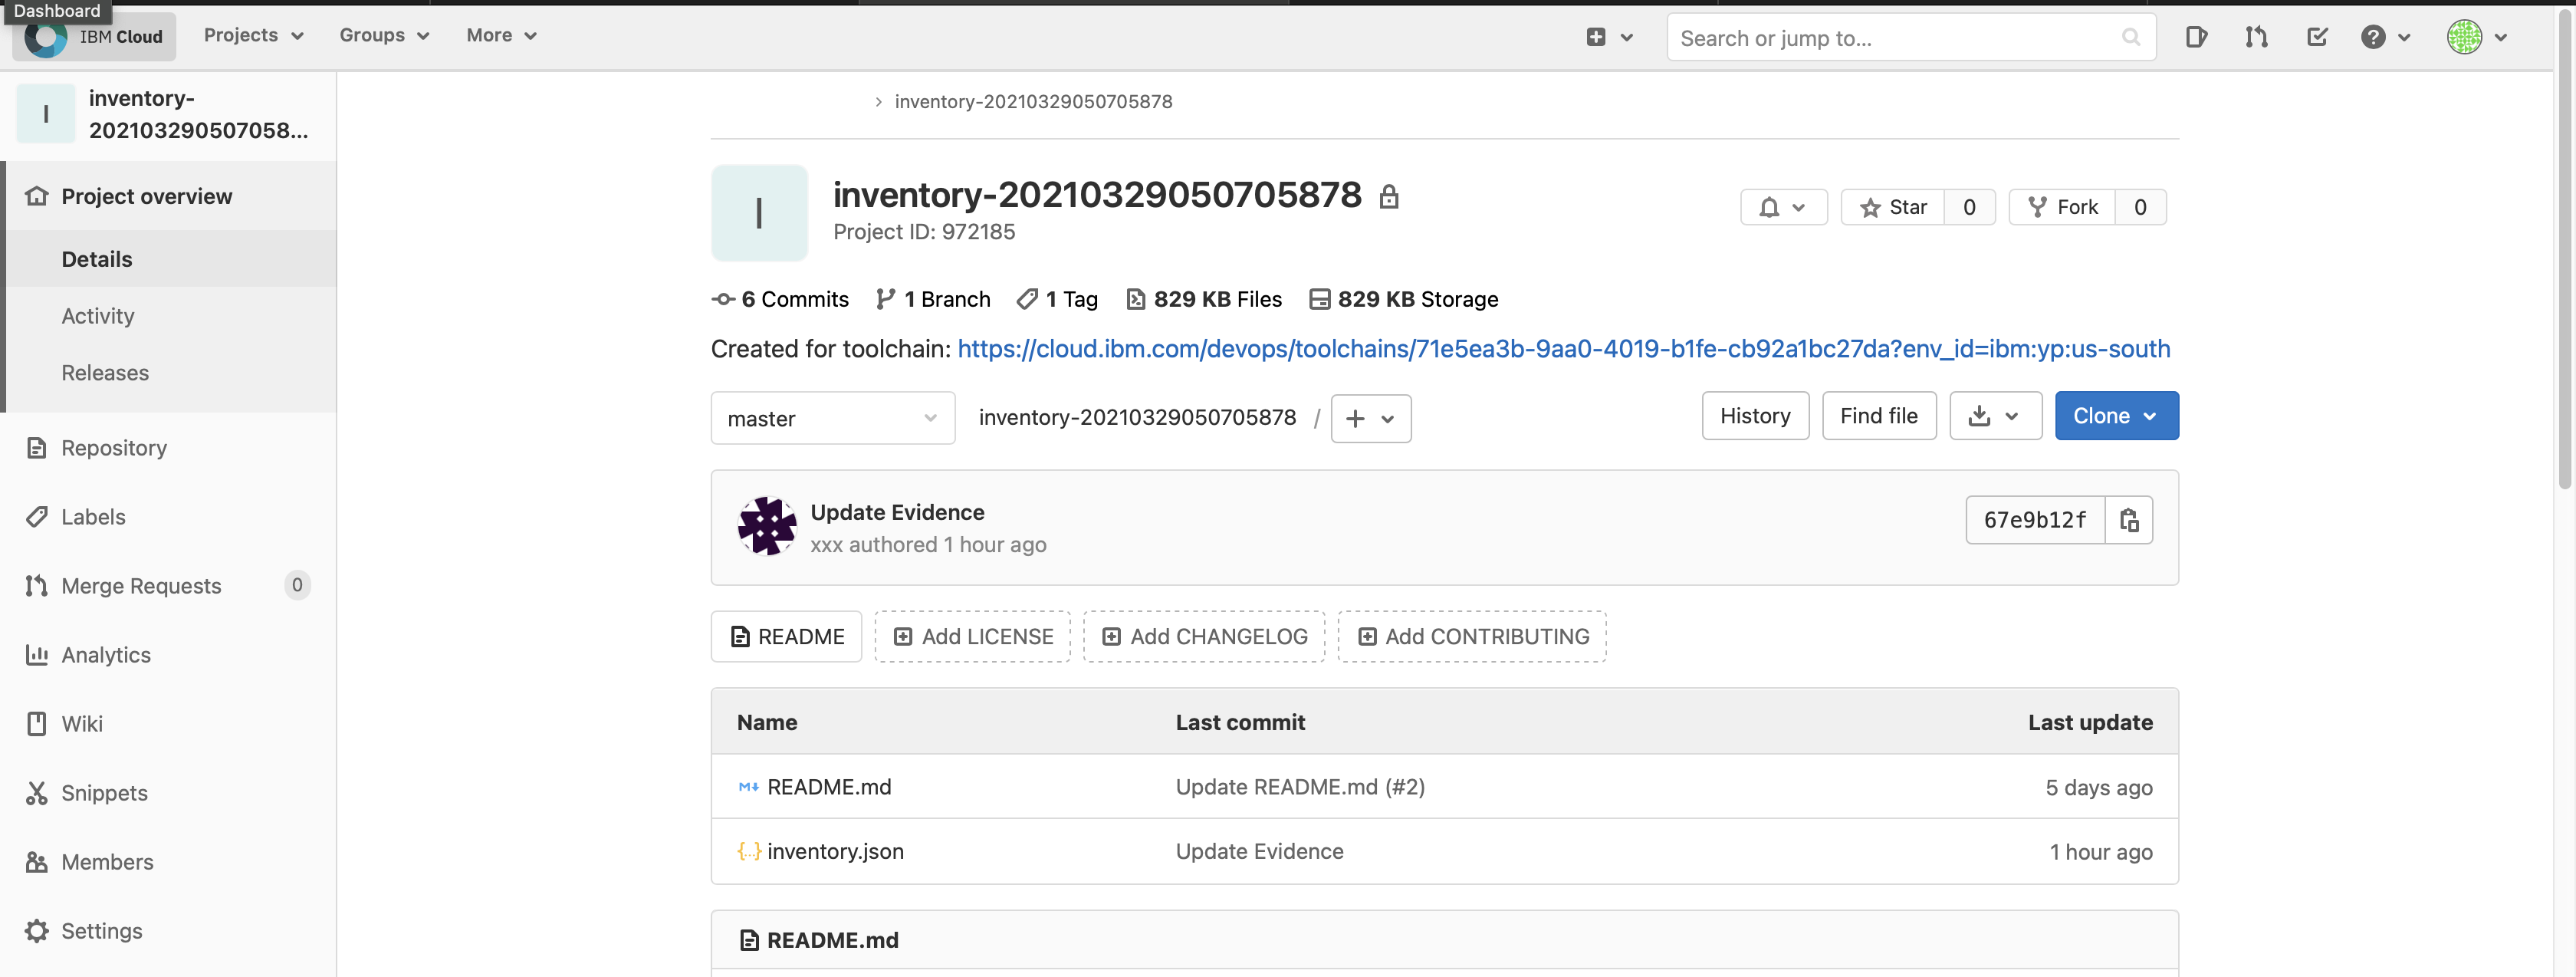 Dashboard
IBM Cloud Projects Groups More Search or jump to...
inventory-
202103290507058...
Project overview
Details
Activity
Releases
Repository
Labels
Merge Requests 0
Analytics
Wiki
Snippets
Members
Settings
› inventory-20210329050705878
I
I
inventory-20210329050705878
Project ID: 972185
Star 0 Fork 0
6 Commits 1 Branch 1 Tag 829 KB Files 829 KB Storage
Created for toolchain: https://cloud.ibm.com/devops/toolchains/71e5ea3b-9aa0-4019-b1fe-cb92a1bc27da?env_id=ibm:yp:us-south
master inventory-20210329050705878 / + History Find file Clone
Update Evidence
xxx authored 1 hour ago
67e9b12f
README Add LICENSE Add CHANGELOG Add CONTRIBUTING
Name Last commit Last update
README.md Update README.md (#2) 5 days ago
inventory.json Update Evidence 1 hour ago
README.md